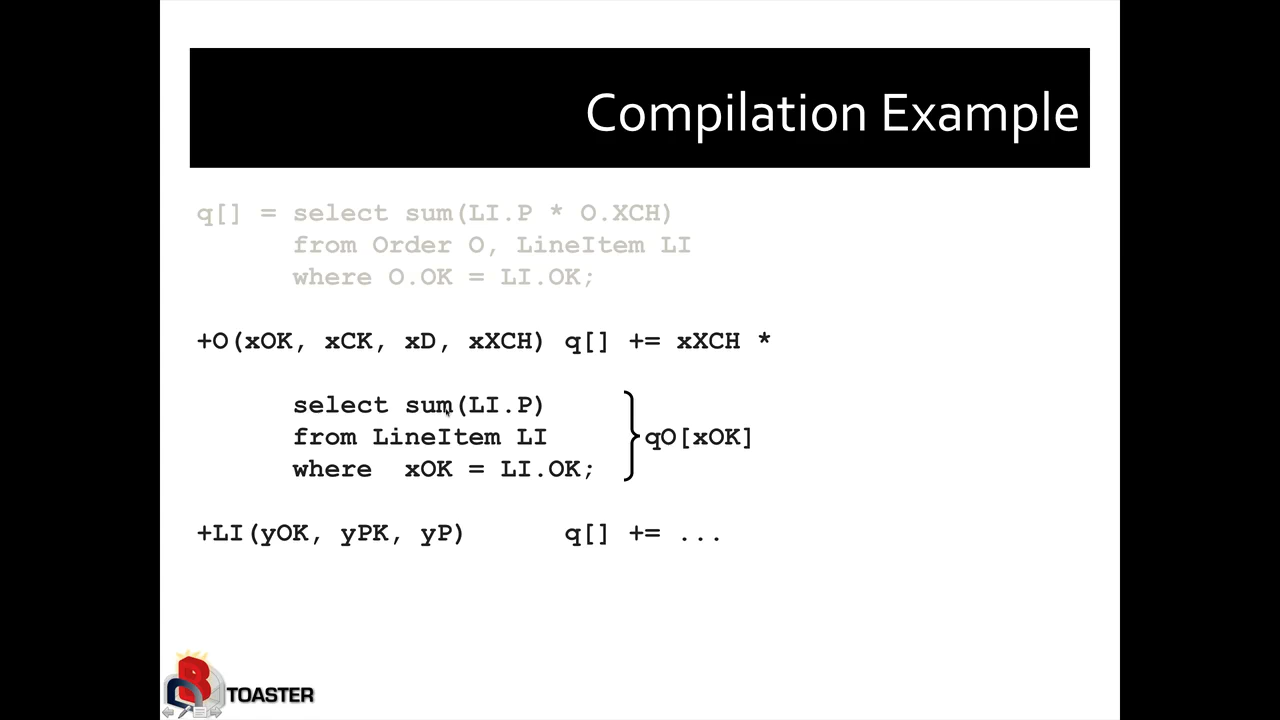 Compilation Example
q[] = select sum(LI.P * O.XCH)
from Order O, LineItem LI
where O.OK = LI.OK;
+O(xOK, xCK, xD, xXCH) q[] += xXCH *
select sum(LI.P)
from LineItem LI
where xOK = LI.OK;
qO[xOK]
+LI(yOK, yPK, yP) q[] += ...
B TOASTER